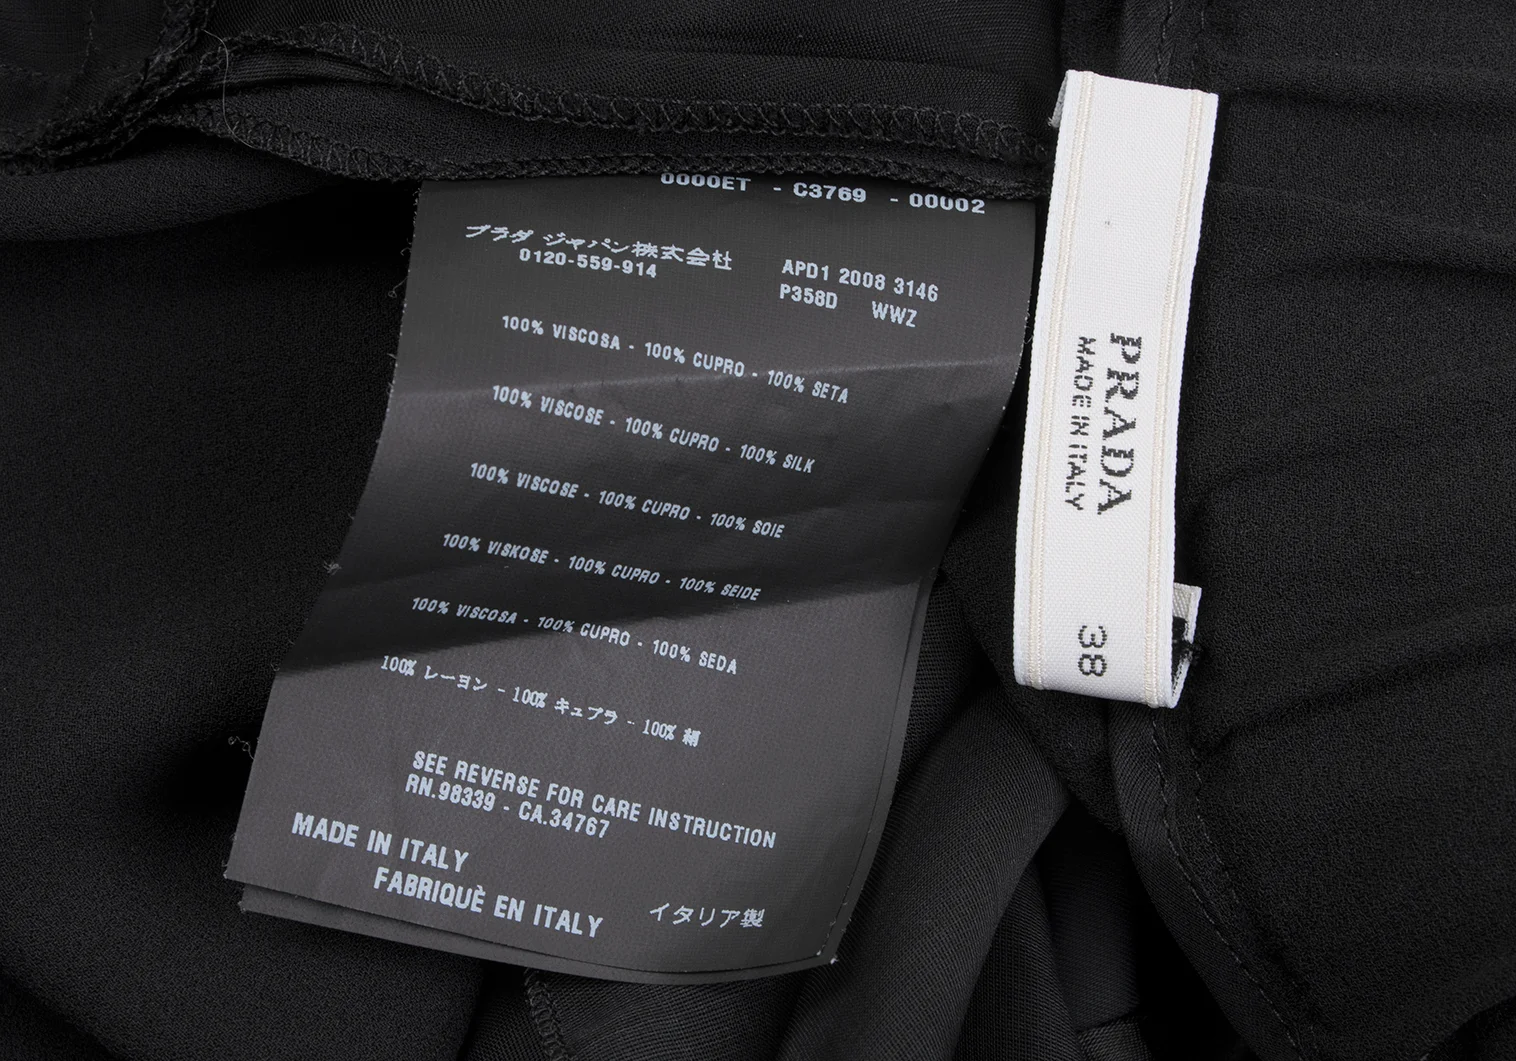 0000ET - C3769 - 00002
プラダ ジャパン株式会社
0120-559-914
APD1 2008 3146
P358D WWZ
100% VISCOSA - 100% CUPRO - 100% SETA
100% VISCOSE - 100% CUPRO - 100% SILK
100% VISCOSE - 100% CUPRO - 100% SOIE
100% VISKOSE - 100% CUPRO - 100% SEIDE
100% VISCOSA - 100% CUPRO - 100% SEDA
100% レーヨン - 100% キュプラ - 100% 絹
SEE REVERSE FOR CARE INSTRUCTION
RN.98339 - CA.34767
MADE IN ITALY
FABRIQUÈ EN ITALY
イタリア製
PRADA
MADE IN ITALY
38